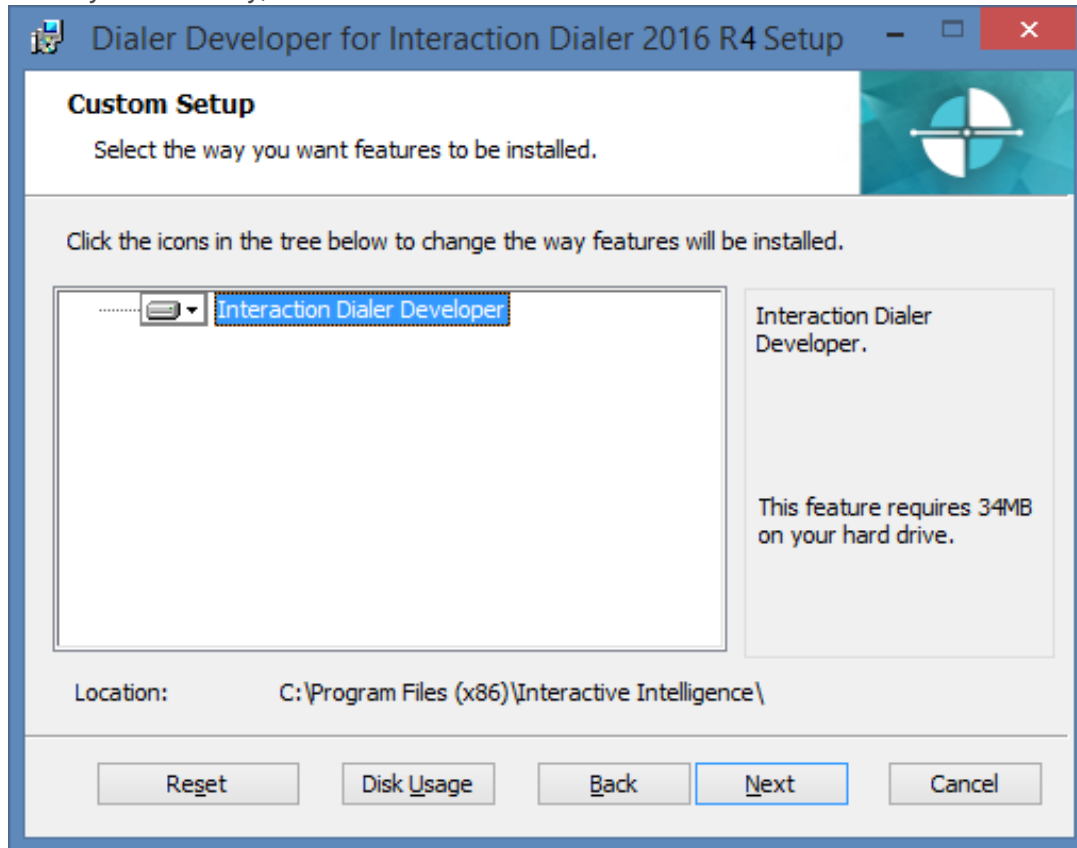 Dialer Developer for Interaction Dialer 2016 R4 Setup
Custom Setup
Select the way you want features to be installed.
Click the icons in the tree below to change the way features will be installed.
Interaction Dialer Developer
Interaction Dialer
Developer.
This feature requires 34MB
on your hard drive.
Location: C:\Program Files (x86)\Interactive Intelligence\
Reset Disk Usage Back Next Cancel